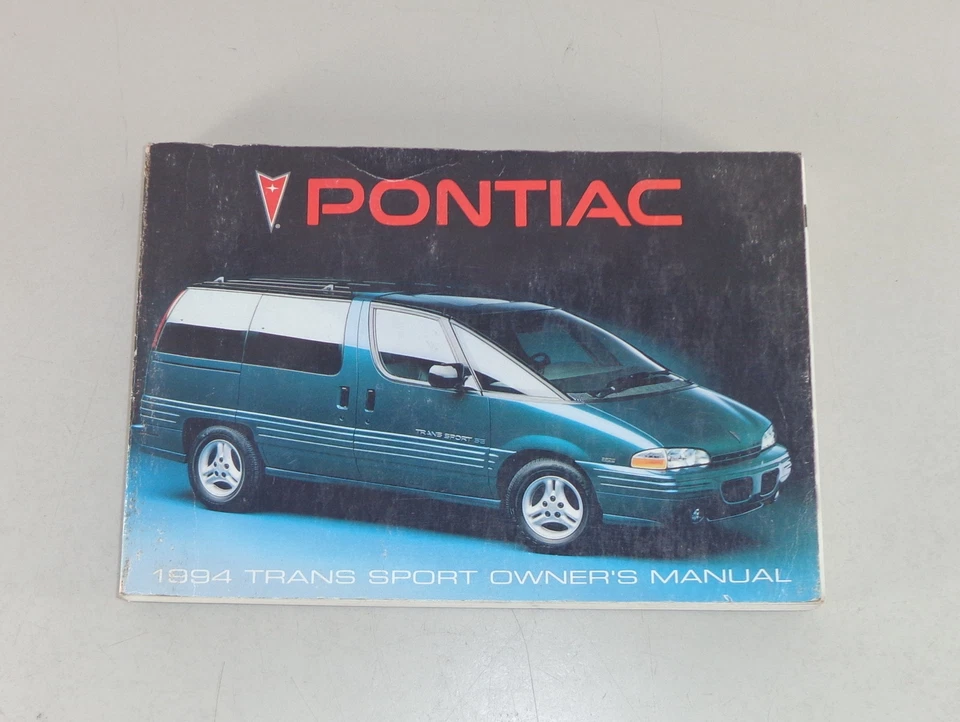 PONTIAC
TRANS SPORT SE
1994 TRANS SPORT OWNER'S MANUAL